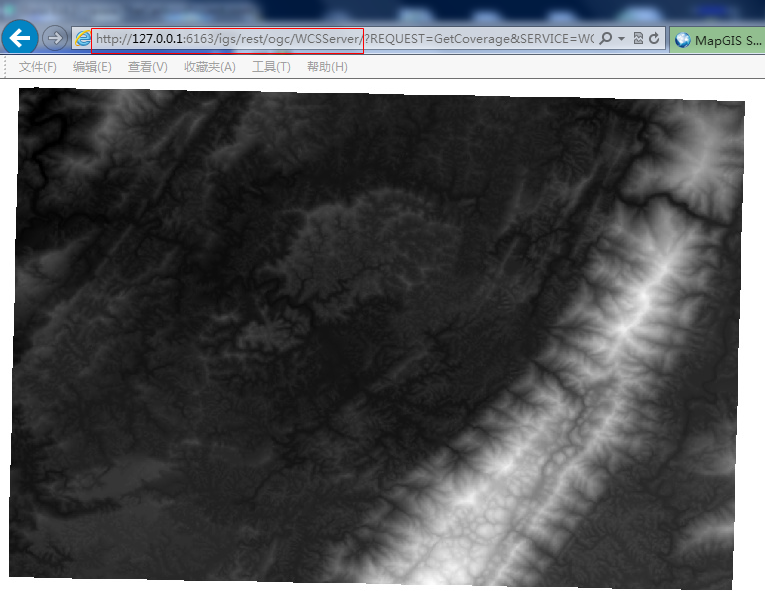 http://127.0.0.1:6163/igs/rest/ogc/WCSServer/?REQUEST=GetCoverage&SERVICE=WC
MapGIS S...
文件(F) 编辑(E) 查看(V) 收藏夹(A) 工具(T) 帮助(H)